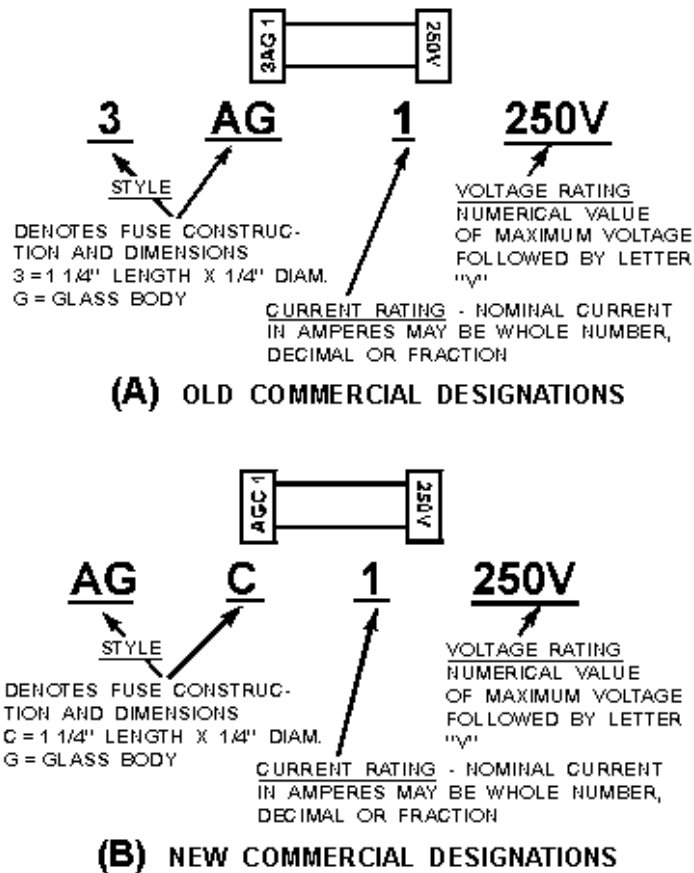 3AG 1 250V
3 AG 1 250V
STYLE
DENOTES FUSE CONSTRUC-
TION AND DIMENSIONS
3 = 1 1/4" LENGTH X 1/4" DIAM.
G = GLASS BODY
VOLTAGE RATING
NUMERICAL VALUE
OF MAXIMUM VOLTAGE
FOLLOWED BY LETTER
"V"
CURRENT RATING - NOMINAL CURRENT
IN AMPERES MAY BE WHOLE NUMBER,
DECIMAL OR FRACTION
(A) OLD COMMERCIAL DESIGNATIONS
AGC 1 250V
AG C 1 250V
STYLE
DENOTES FUSE CONSTRUC-
TION AND DIMENSIONS
C = 1 1/4" LENGTH X 1/4" DIAM.
G = GLASS BODY
VOLTAGE RATING
NUMERICAL VALUE
OF MAXIMUM VOLTAGE
FOLLOWED BY LETTER
"V"
CURRENT RATING - NOMINAL CURRENT
IN AMPERES MAY BE WHOLE NUMBER,
DECIMAL OR FRACTION
(B) NEW COMMERCIAL DESIGNATIONS